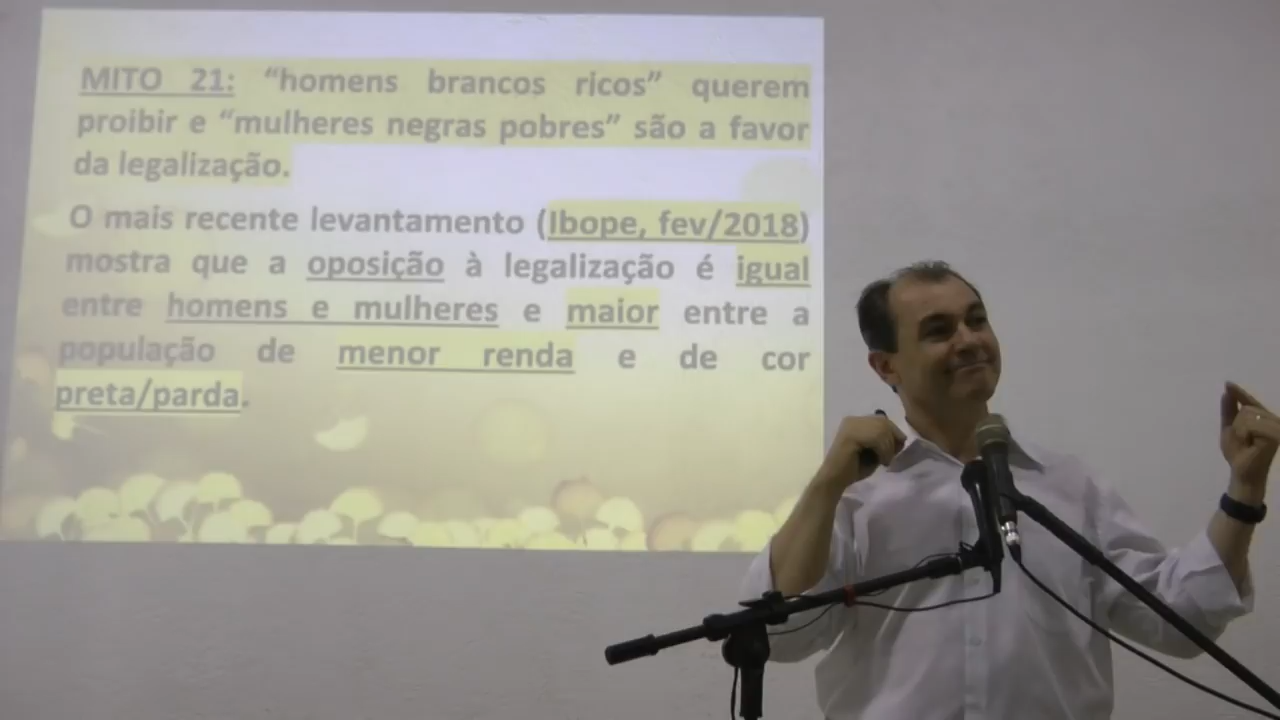 MITO 21: “homens brancos ricos” querem
proibir e “mulheres negras pobres” são a favor
da legalização.
O mais recente levantamento (Ibope, fev/2018)
mostra que a oposição à legalização é igual
entre homens e mulheres e maior entre a
população de menor renda e de cor
preta/parda.